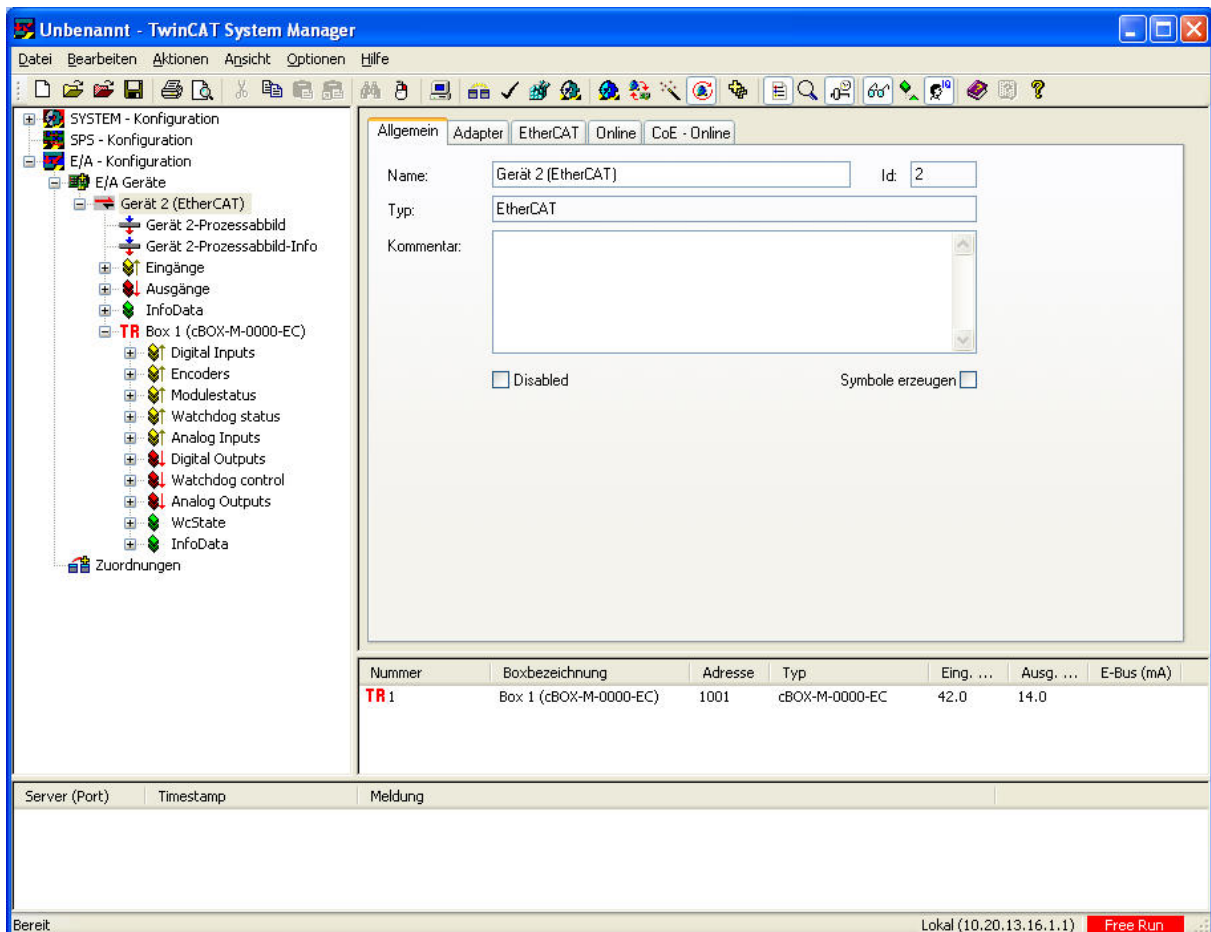 Unbenannt - TwinCAT System Manager
Datei Bearbeiten Aktionen Ansicht Optionen Hilfe
SYSTEM - Konfiguration
SPS - Konfiguration
E/A - Konfiguration
E/A Geräte
Gerät 2 (EtherCAT)
Gerät 2-Prozessabbild
Gerät 2-Prozessabbild-Info
Eingänge
Ausgänge
InfoData
TR Box 1 (cBOX-M-0000-EC)
Digital Inputs
Encoders
Modulestatus
Watchdog status
Analog Inputs
Digital Outputs
Watchdog control
Analog Outputs
WcState
InfoData
Zuordnungen
Allgemein Adapter EtherCAT Online CoE - Online
Name: Gerät 2 (EtherCAT) Id: 2
Typ: EtherCAT
Kommentar:
Disabled Symbole erzeugen
Nummer Boxbezeichnung Adresse Typ Eing. ... Ausg. ... E-Bus (mA)
TR 1 Box 1 (cBOX-M-0000-EC) 1001 cBOX-M-0000-EC 42.0 14.0
Server (Port) Timestamp Meldung
Bereit Lokal (10.20.13.16.1.1) Free Run